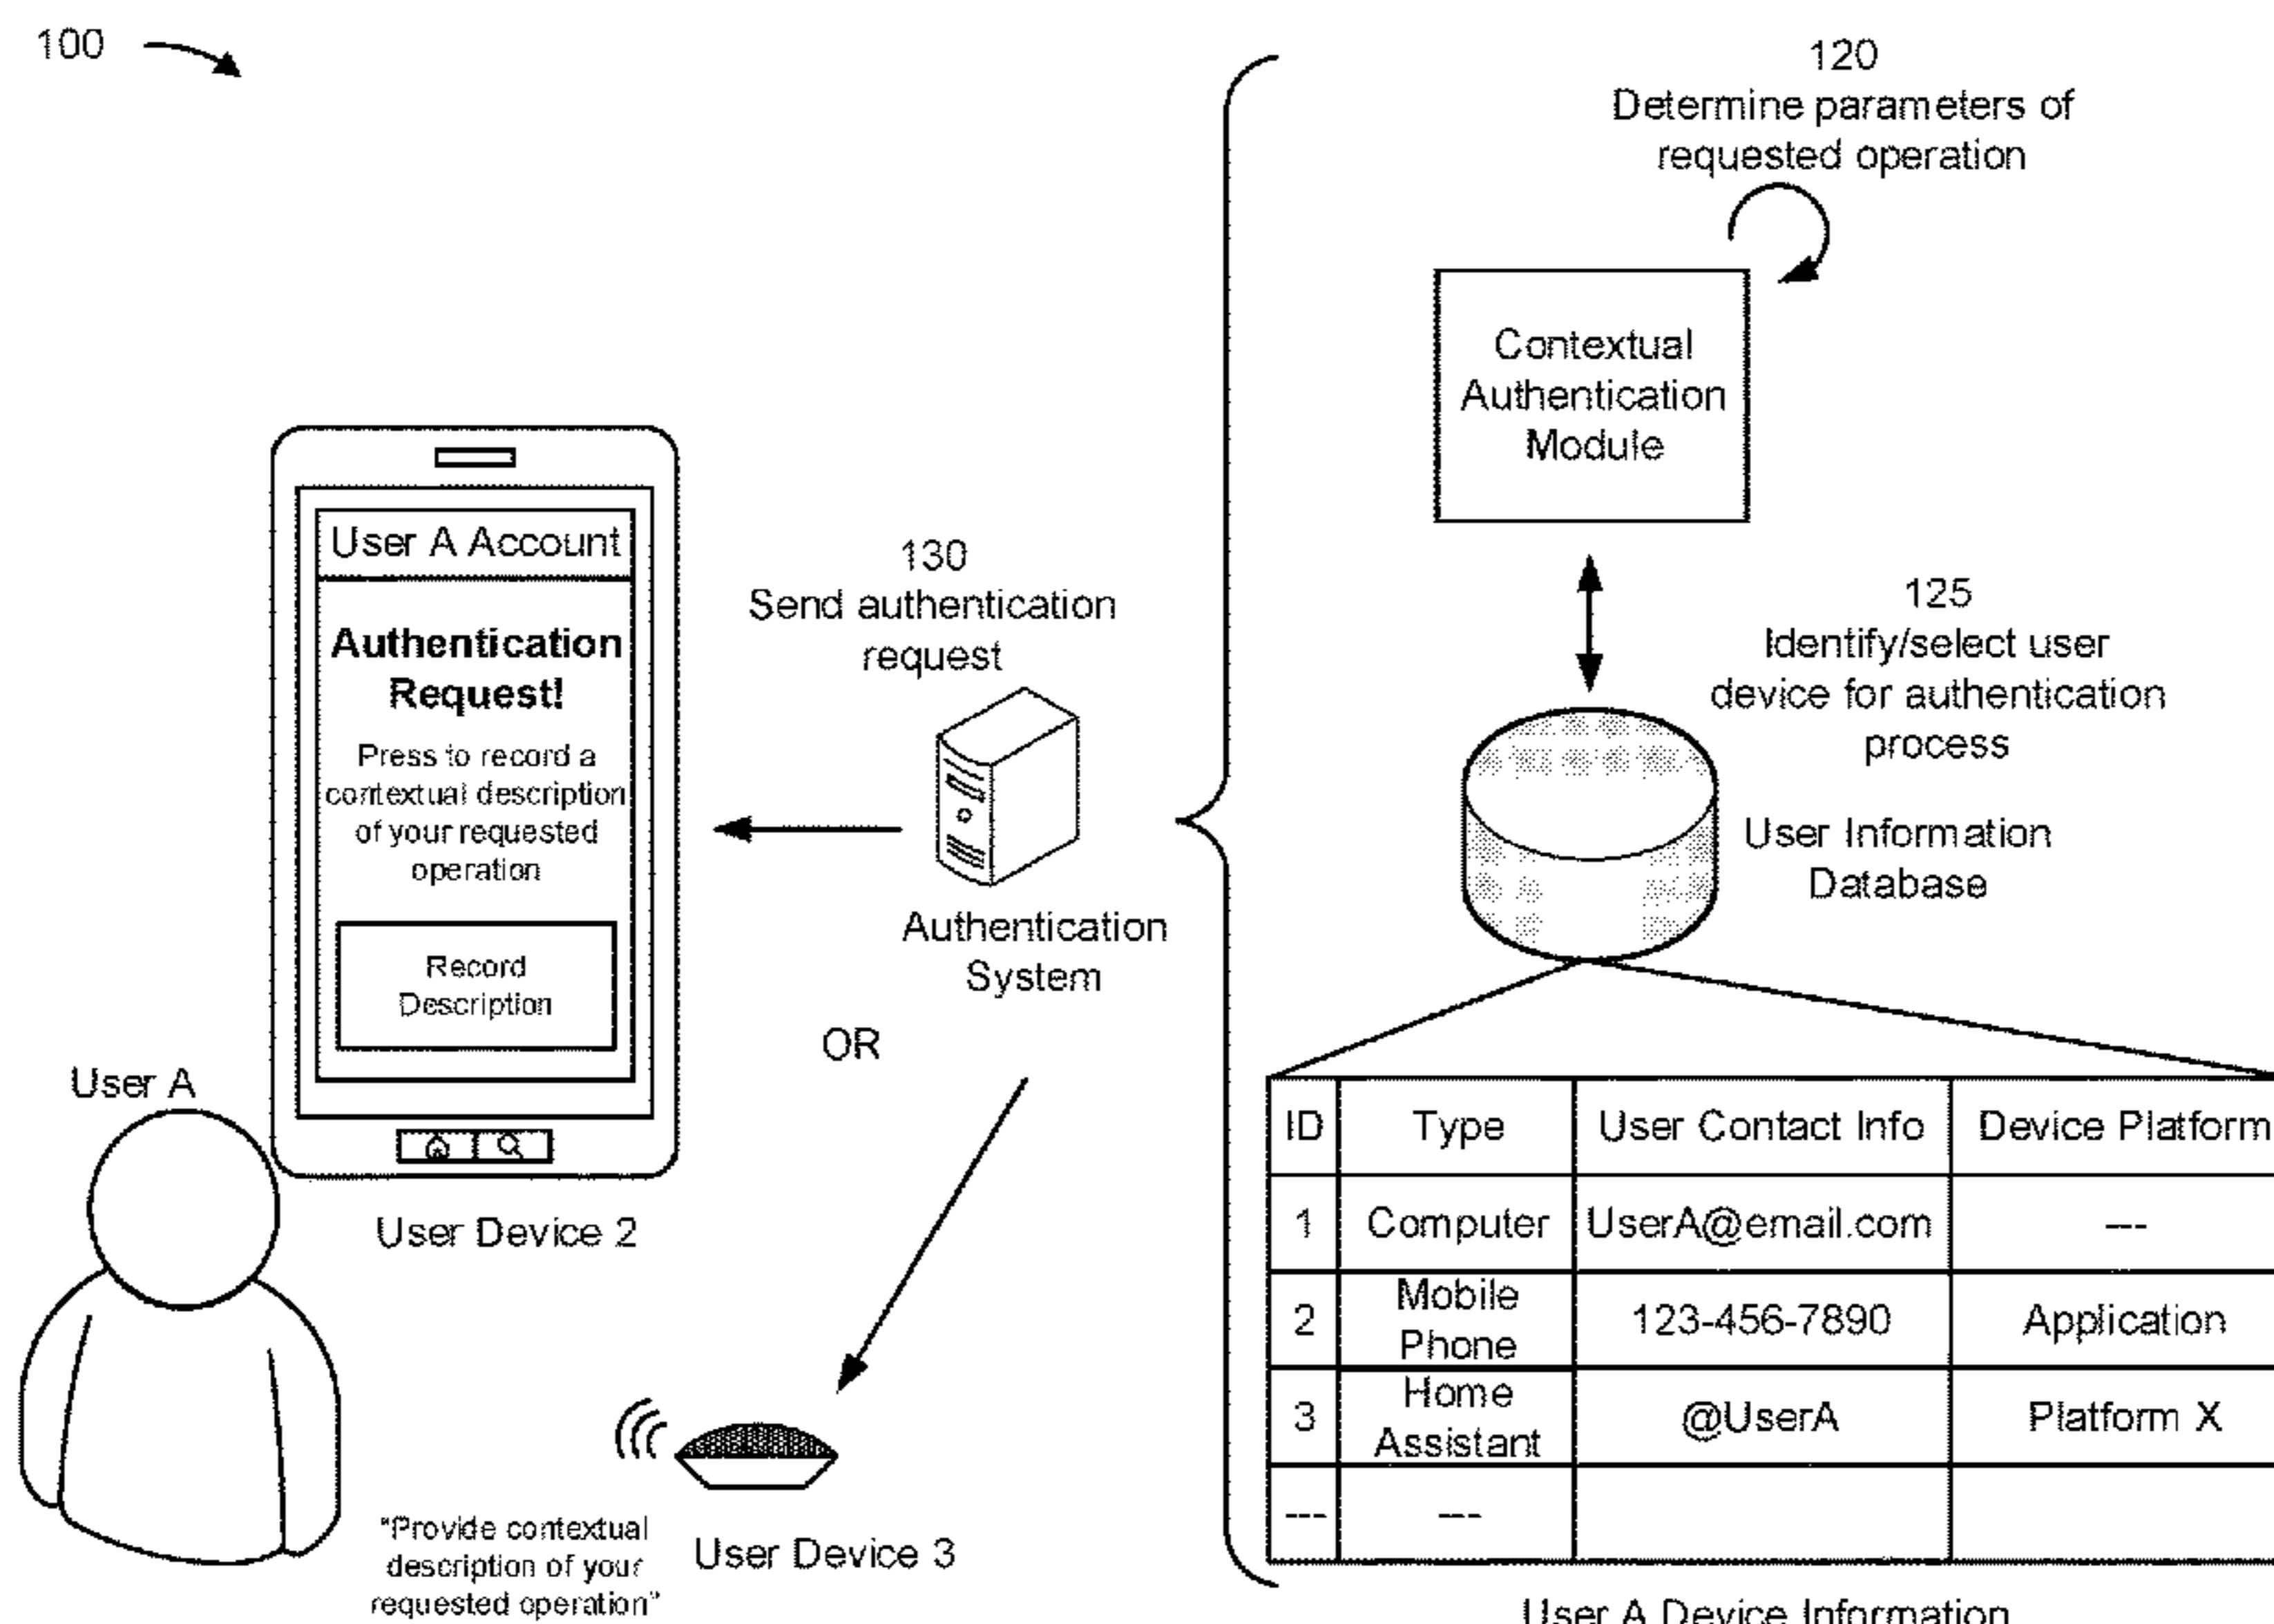 100
120
Determine parameters of
requested operation
Contextual
Authentication
Module
125
Identify/select user
device for authentication
process
User Information
Database
130
Send authentication
request
Authentication
System
OR
User A Account
Authentication
Request!
Press to record a
contextual description
of your requested
operation
Record
Description
User A
User Device 2
"Provide contextual
description of your
requested operation"
User Device 3
ID Type User Contact Info Device Platform
1 Computer UserA@email.com ---
2 Mobile Phone 123-456-7890 Application
3 Home Assistant @UserA Platform X
--- ---
User A Device Information